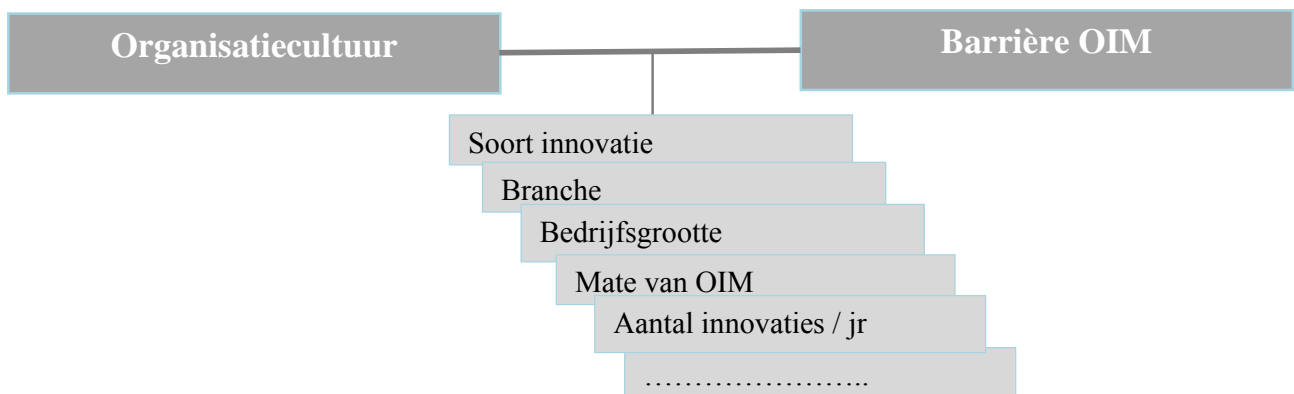 Organisatiecultuur
Barrière OIM
Soort innovatie
Branche
Bedrijfsgrootte
Mate van OIM
Aantal innovaties / jr
…………………..